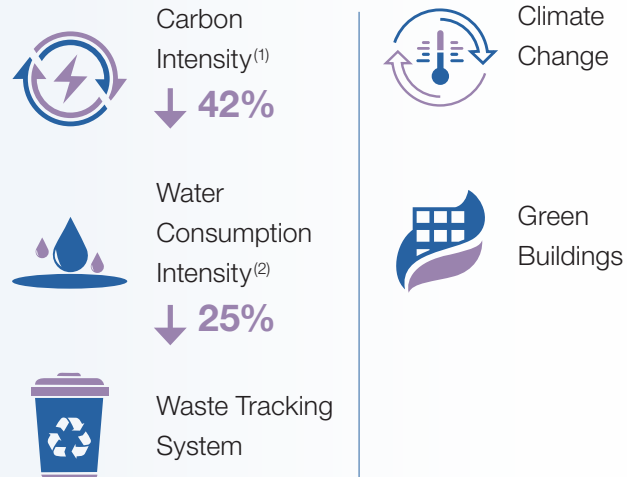 Carbon
Intensity(1)
↓ 42%
Water
Consumption
Intensity(2)
↓ 25%
Waste Tracking
System
Climate
Change
Green
Buildings